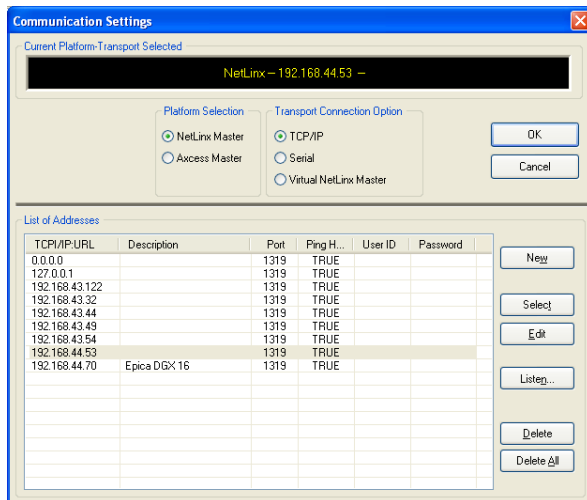 Communication Settings
Current Platform-Transport Selected
NetLinx – 192.168.44.53 –
Platform Selection
NetLinx Master
Axcess Master
Transport Connection Option
TCP/IP
Serial
Virtual NetLinx Master
OK
Cancel
List of Addresses
TCPI/IP:URL Description Port Ping H... User ID Password
0.0.0.0 1319 TRUE
127.0.0.1 1319 TRUE
192.168.43.122 1319 TRUE
192.168.43.32 1319 TRUE
192.168.43.44 1319 TRUE
192.168.43.49 1319 TRUE
192.168.43.54 1319 TRUE
192.168.44.53 1319 TRUE
192.168.44.70 Epica DGX 16 1319 TRUE
New
Select
Edit
Listen...
Delete
Delete All